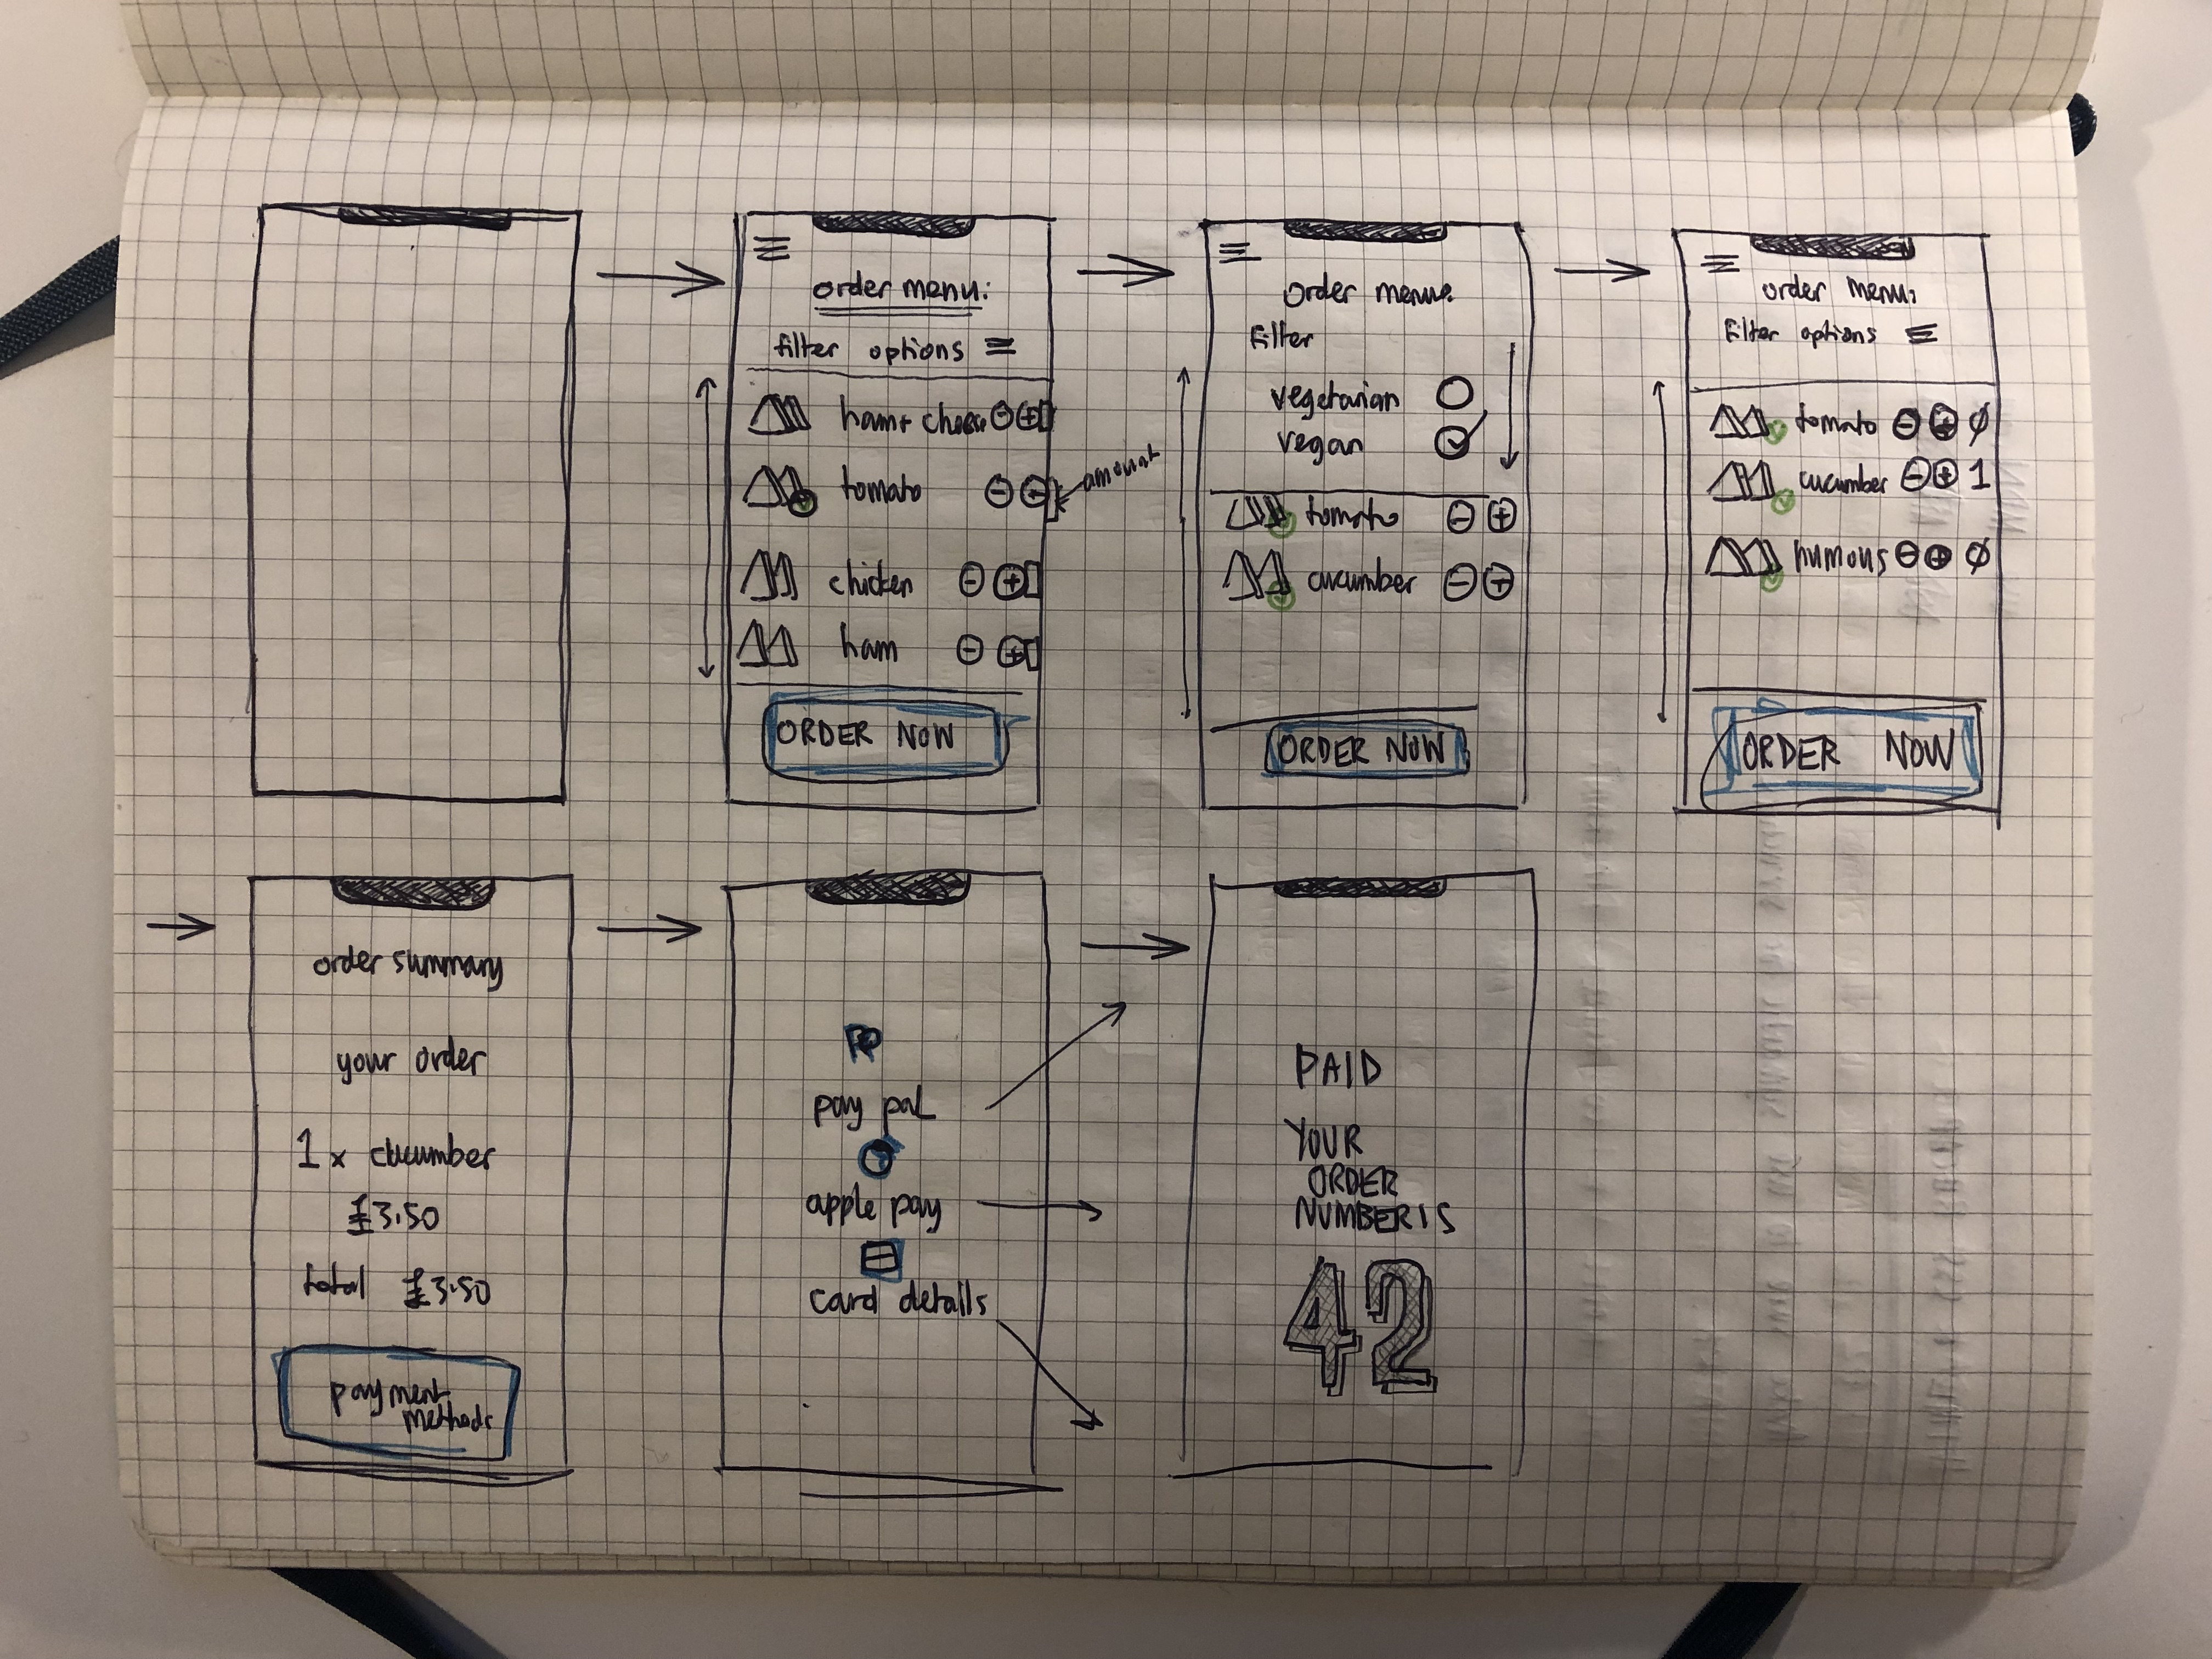 order menu:
filter options
ham + cheese
tomato
amount
chicken
ham
ORDER NOW
order menu:
filter
vegetarian
vegan
tomato
cucumber
ORDER NOW
order menu:
filter options
tomato 0
cucumber 1
humous 0
ORDER NOW
order summary
your order
1 x cucumber
£3.50
total £3.50
payment
methods
PP
pay pal
apple pay
card details
PAID
YOUR
ORDER
NUMBER IS
42